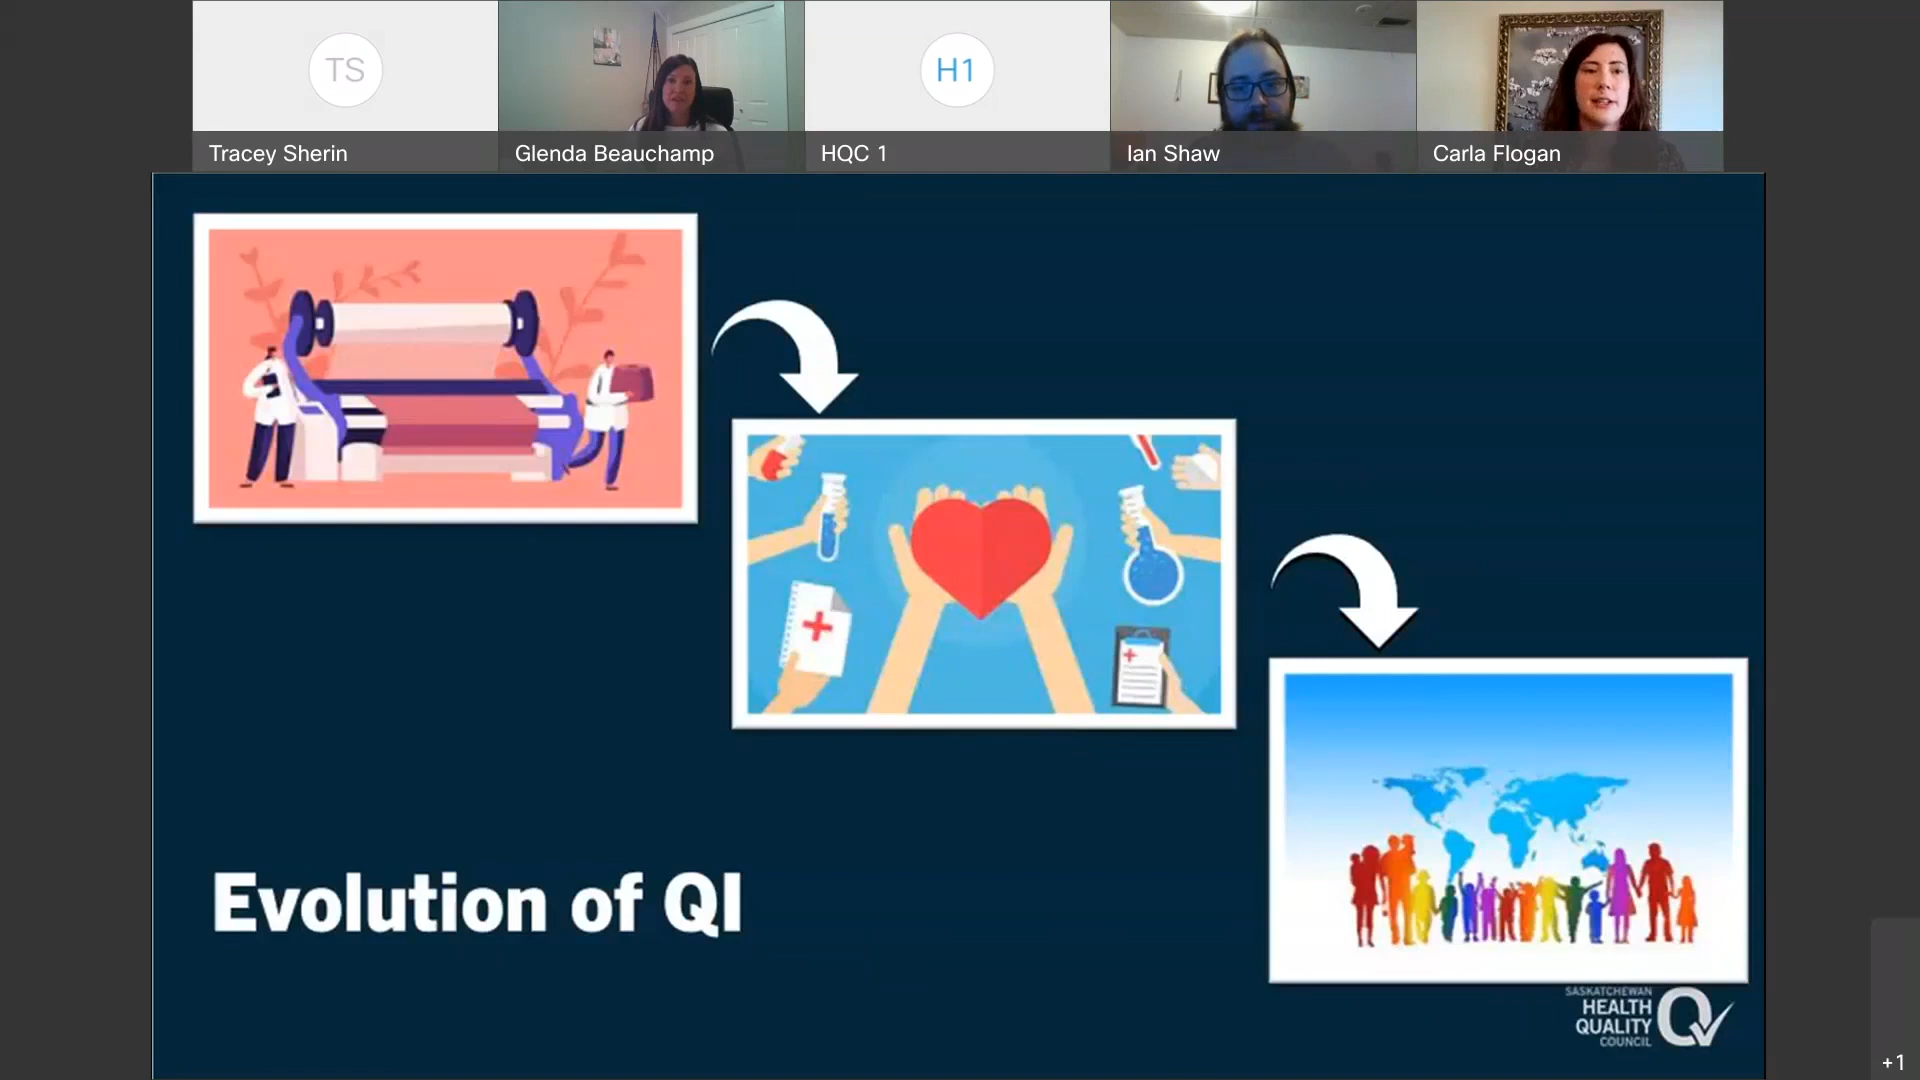 TS
H1
Tracey Sherin
Glenda Beauchamp
HQC 1
Ian Shaw
Carla Flogan
Evolution of QI
SASKATCHEWAN
HEALTH
QUALITY
COUNCIL
+1